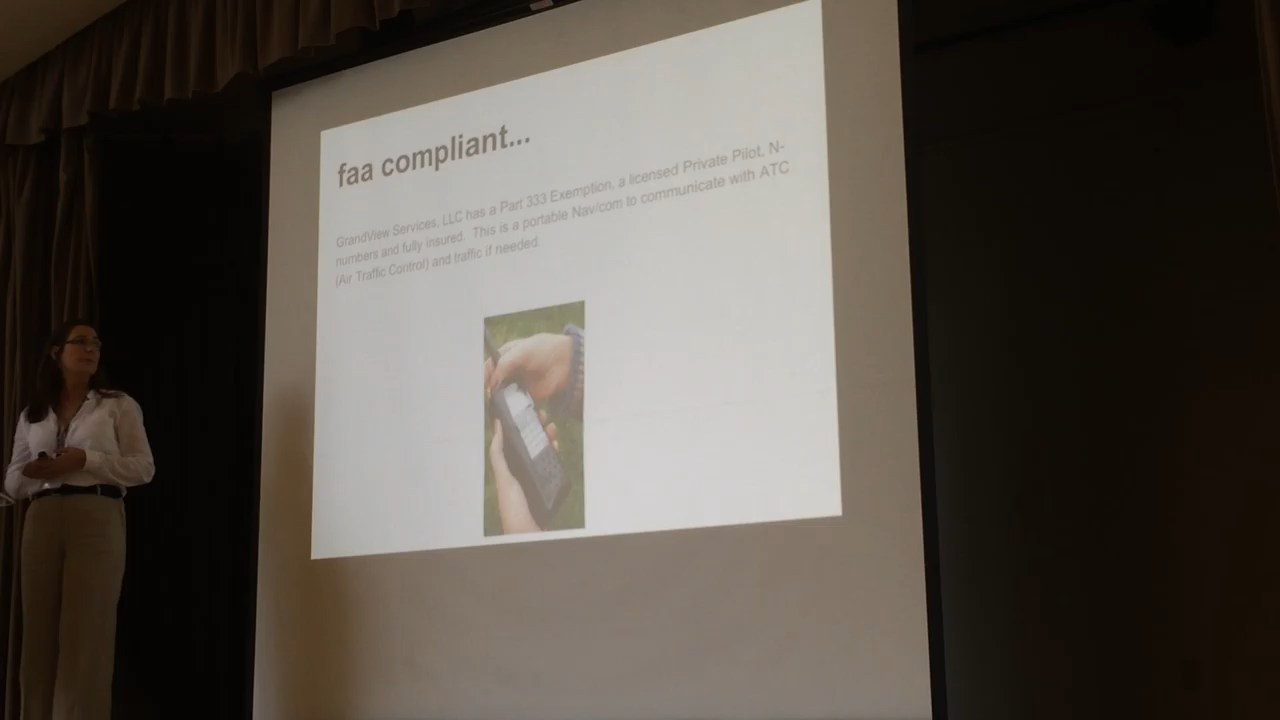 faa compliant...
GrandView Services, LLC has a Part 333 Exemption, a licensed Private Pilot, N-
numbers and fully insured. This is a portable Nav/com to communicate with ATC
(Air Traffic Control) and traffic if needed.